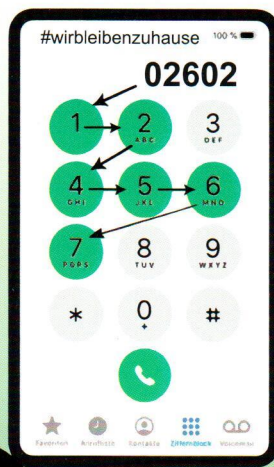 #wirbleibenzuhause 100 %
02602
1 2 3
ABC DEF
4 5 6
GHI JKL MNO
7 8 9
PQRS TUV WXYZ
* 0 #
+
Favoriten Anrufliste Kontakte Ziffernblock Voicemail